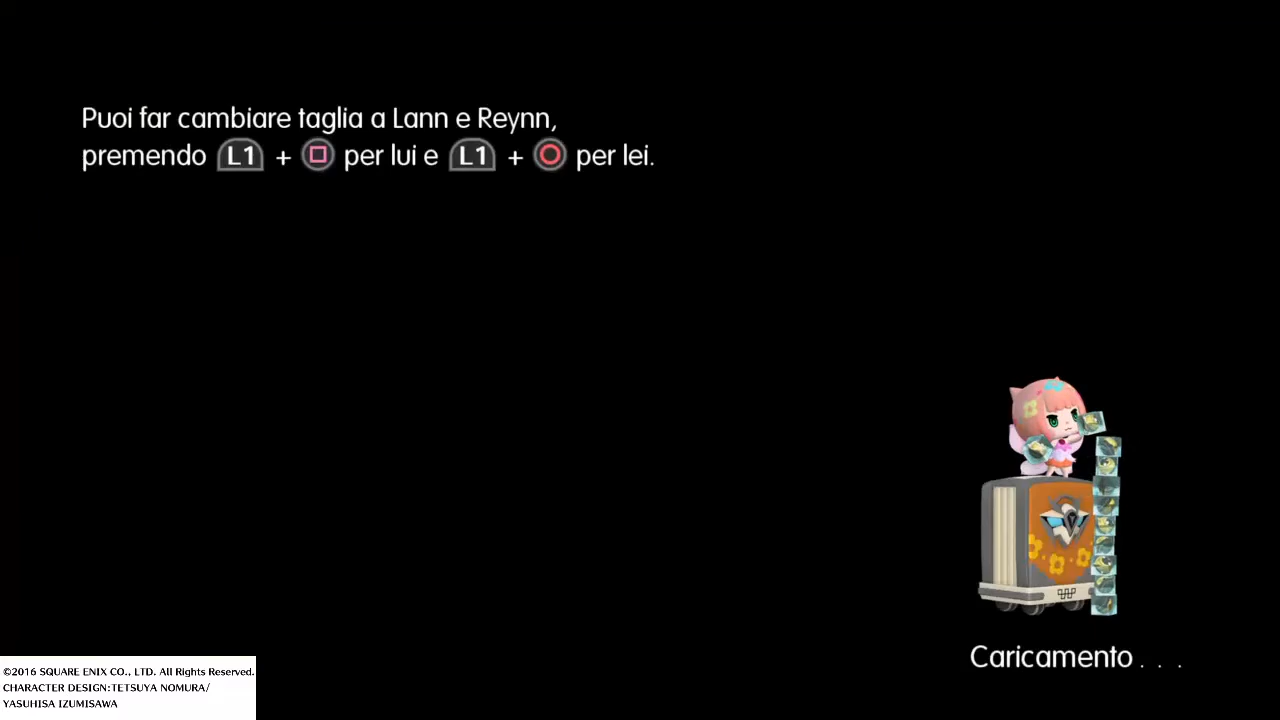 Puoi far cambiare taglia a Lann e Reynn,
premendo L1 + per lui e L1 + per lei.
Caricamento . . .
©2016 SQUARE ENIX CO., LTD. All Rights Reserved.
CHARACTER DESIGN:TETSUYA NOMURA/
YASUHISA IZUMISAWA